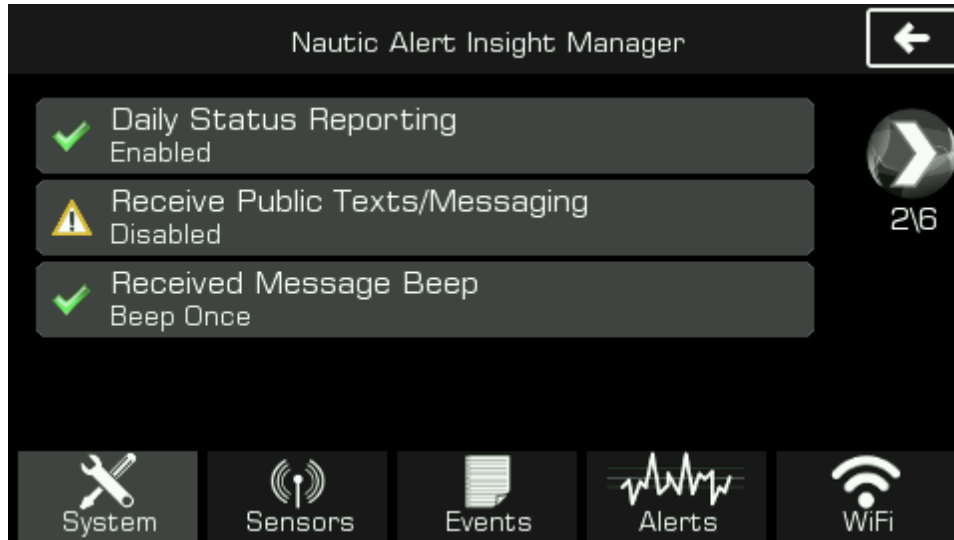 Nautic Alert Insight Manager
Daily Status Reporting
Enabled
Receive Public Texts/Messaging
Disabled
2\6
Received Message Beep
Beep Once
System
Sensors
Events
Alerts
WiFi